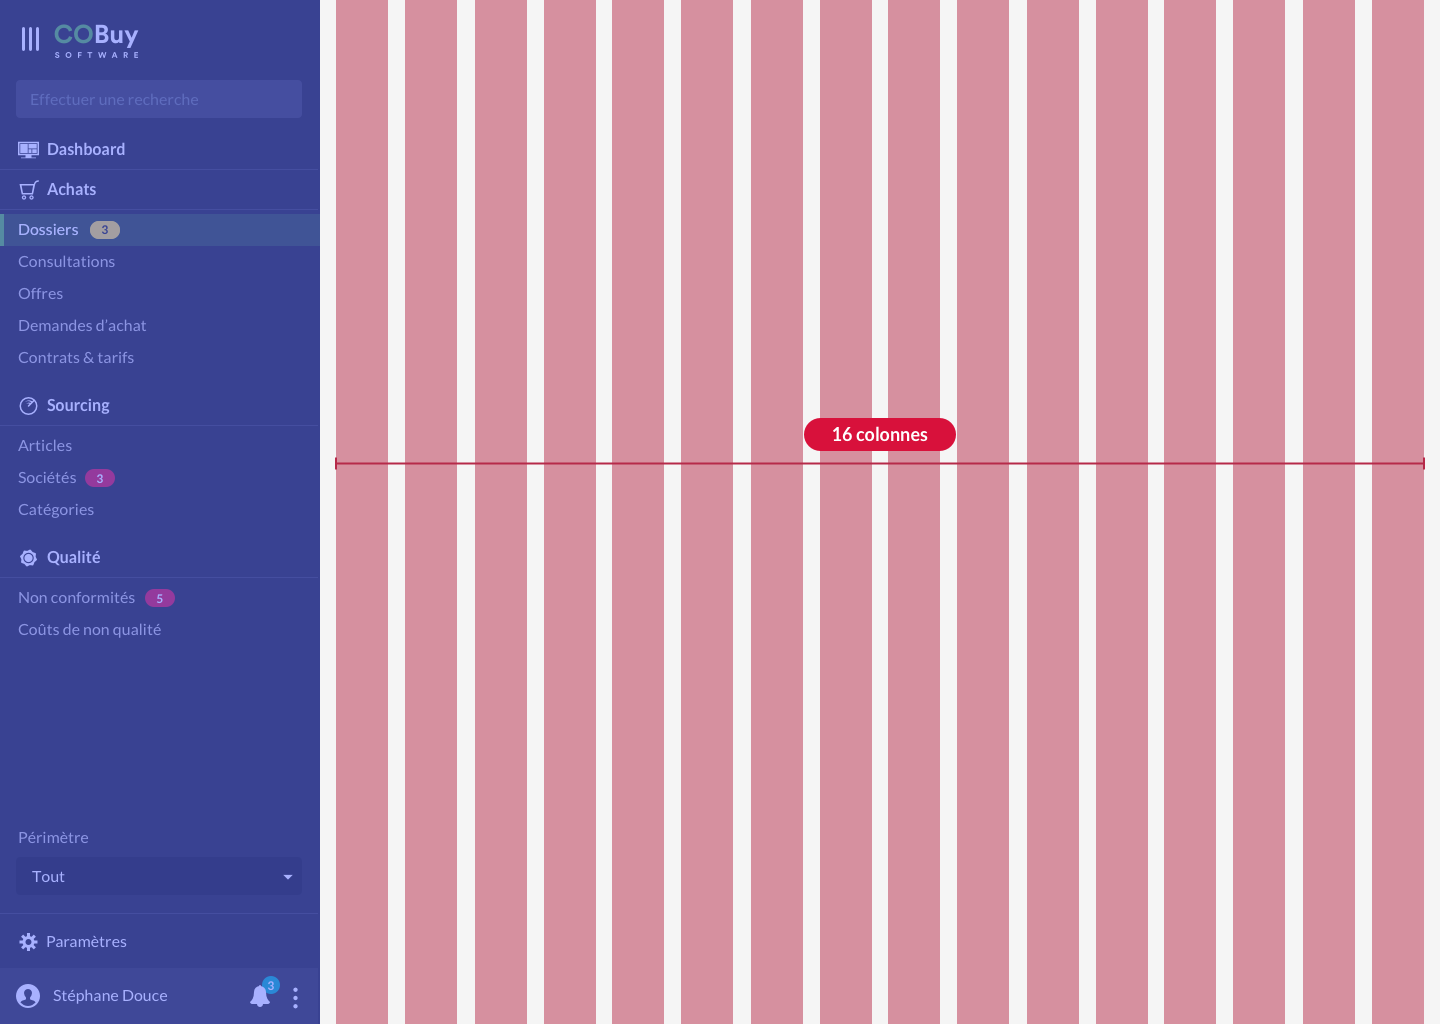 COBuy
SOFTWARE
Effectuer une recherche
Dashboard
Achats
Dossiers 3
Consultations
Offres
Demandes d'achat
Contrats & tarifs
Sourcing
Articles
Sociétés 3
Catégories
Qualité
Non conformités 5
Coûts de non qualité
Périmètre
Tout
Paramètres
Stéphane Douce 3
16 colonnes